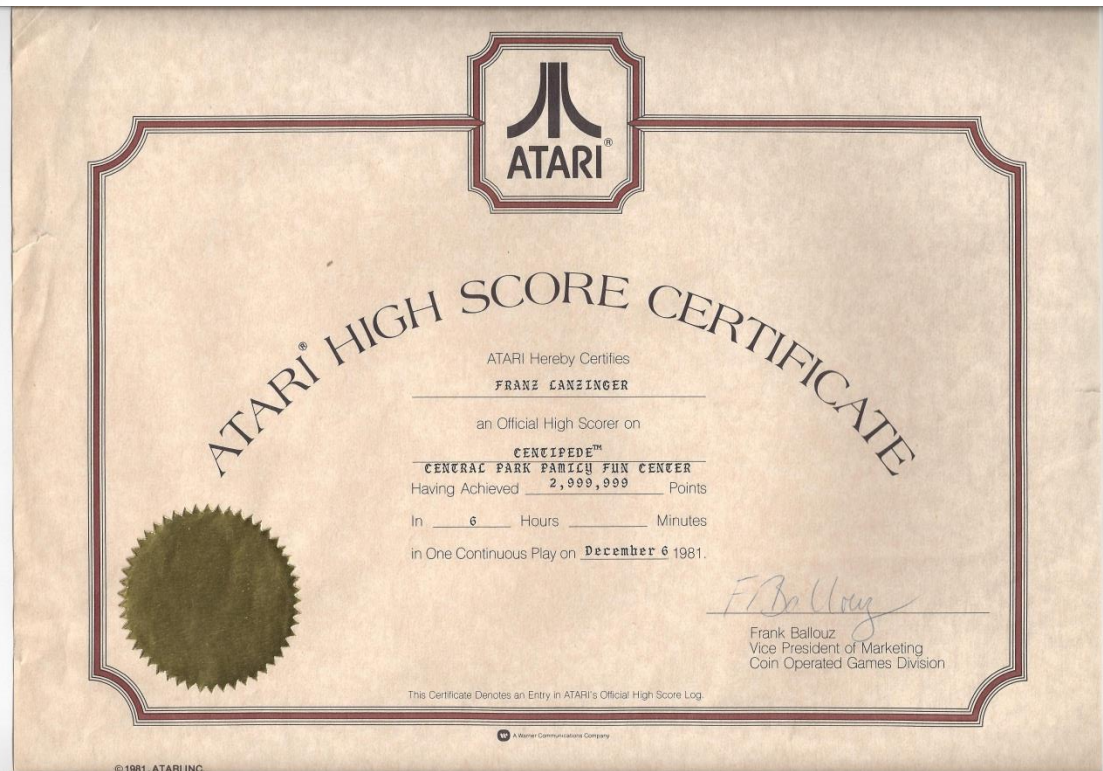 ATARI®
ATARI® HIGH SCORE CERTIFICATE
ATARI Hereby Certifies
FRANZ LANZINGER
an Official High Scorer on
CENTIPEDE™
CENTRAL PARK PAMILY FUN CENTER
Having Achieved 2,999,999 Points
In 6 Hours Minutes
in One Continuous Play on December 6 1981.
F Ballouz
Frank Ballouz
Vice President of Marketing
Coin Operated Games Division
This Certificate Denotes an Entry in ATARI's Official High Score Log.
A Warner Communications Company
© 1981, ATARI INC.